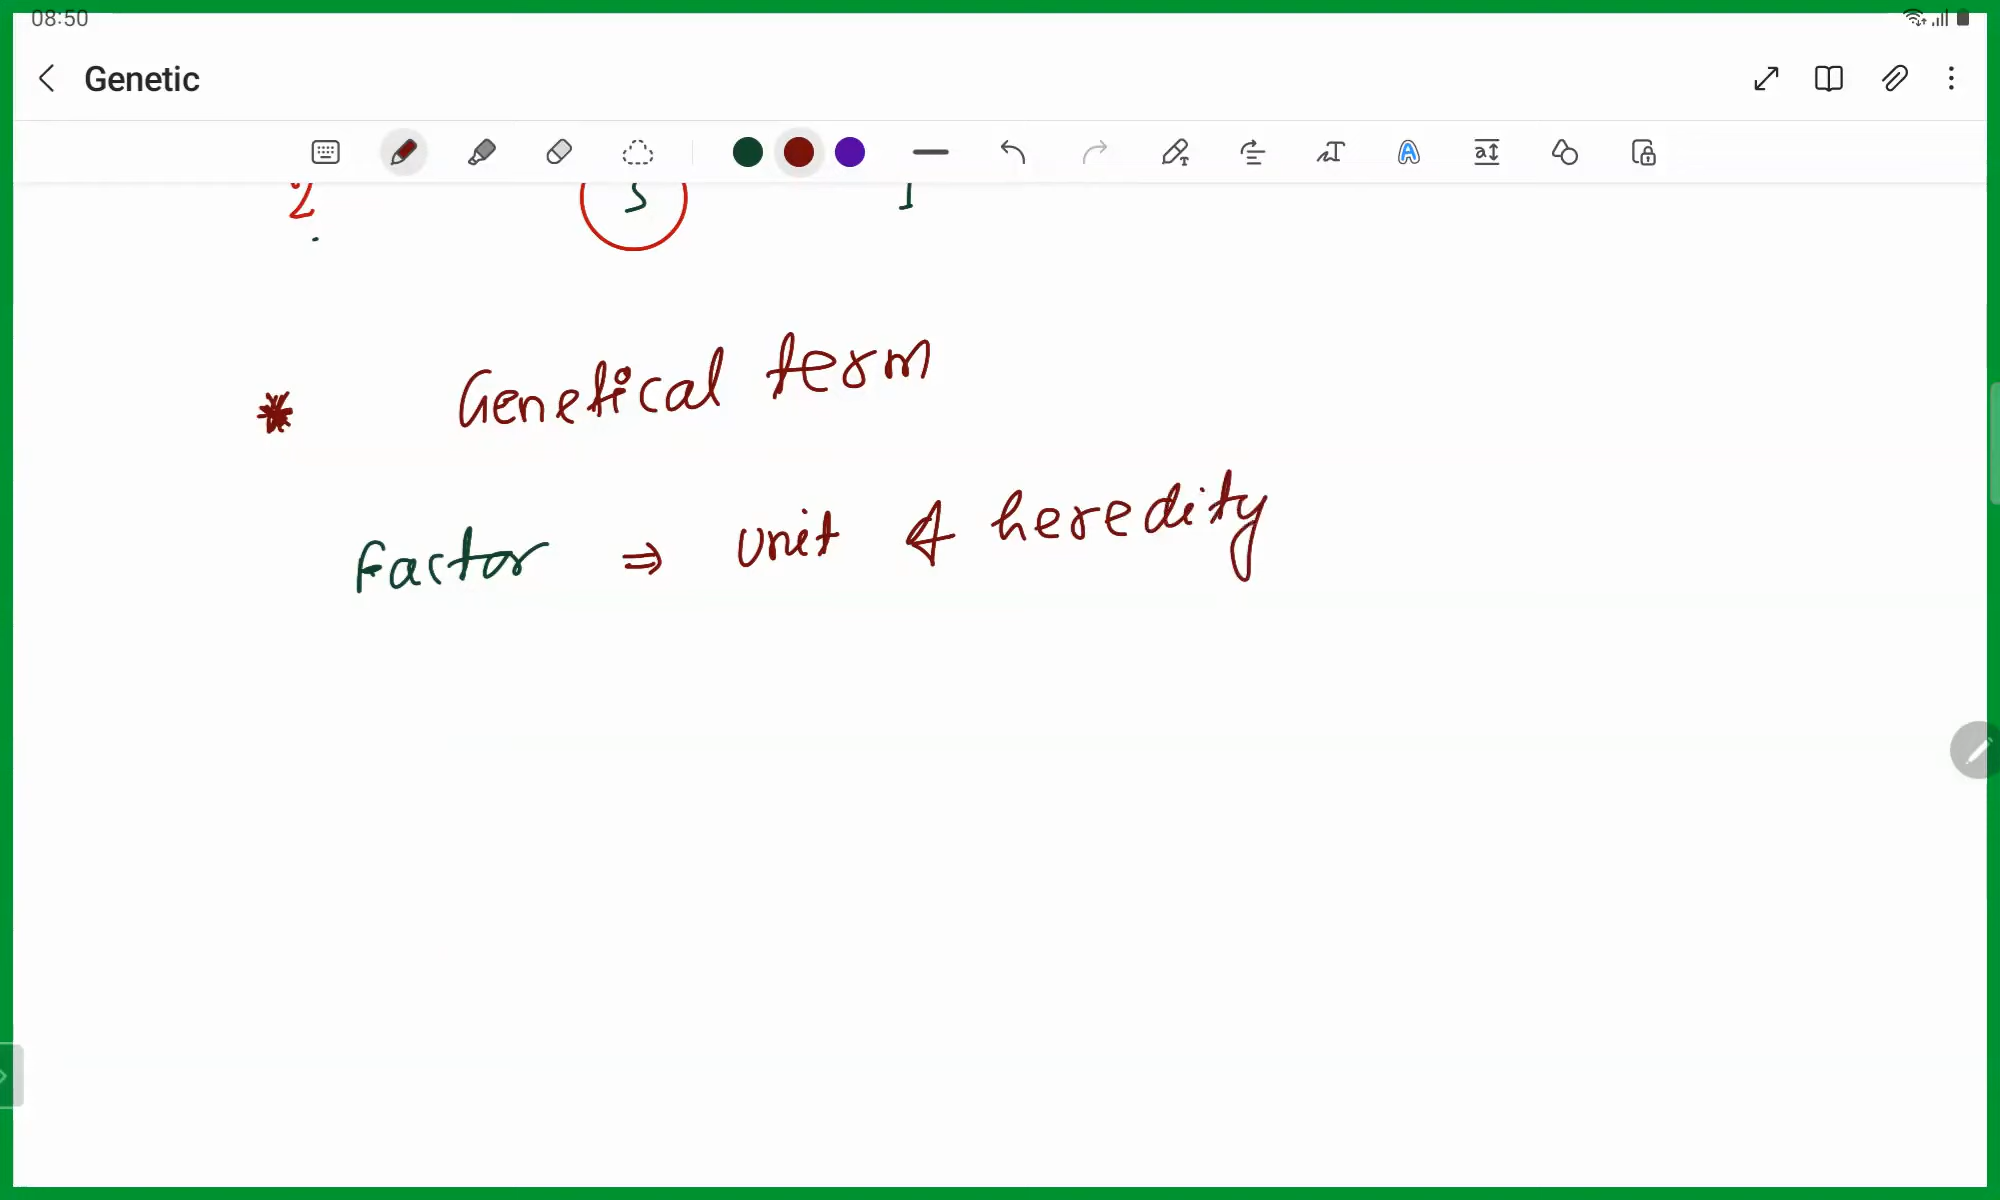 08:50
Genetic
2 5 1
* Genetical term
Factor ⇒ unit of heredity